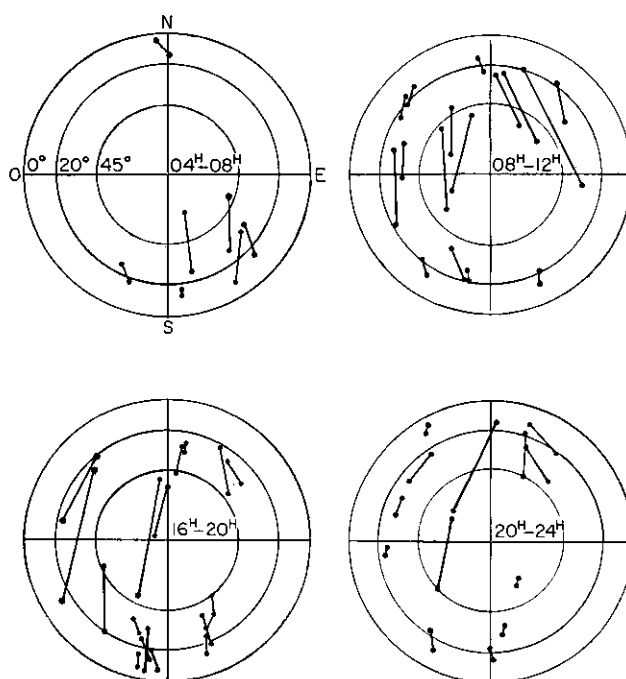 N
O 0° 20° 45° 04ᴴ-08ᴴ E
S
08ᴴ-12ᴴ
16ᴴ-20ᴴ
20ᴴ-24ᴴ